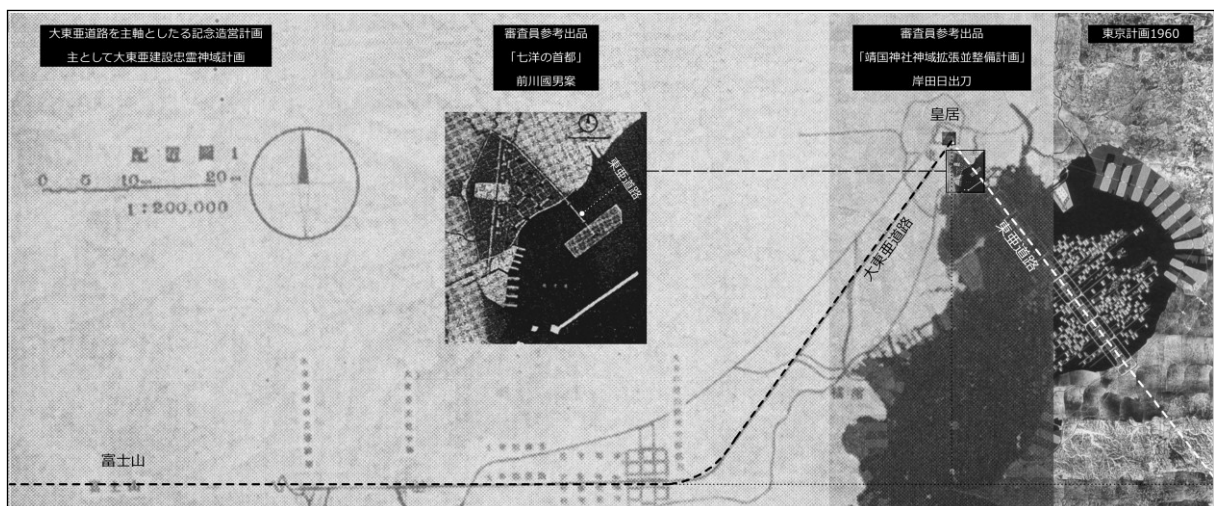 大東亜道路を主軸としたる記念造営計画
主として大東亜建設忠霊神域計画
審査員参考出品
「七洋の首都」
前川國男案
審査員参考出品
「靖国神社神域拡張並整備計画」
岸田日出刀
東京計画1960
皇居
配置圖1
0 5 10 20
1:200,000
東亜道路
大東亜道路
東亜道路
横濱
富士山
富士山